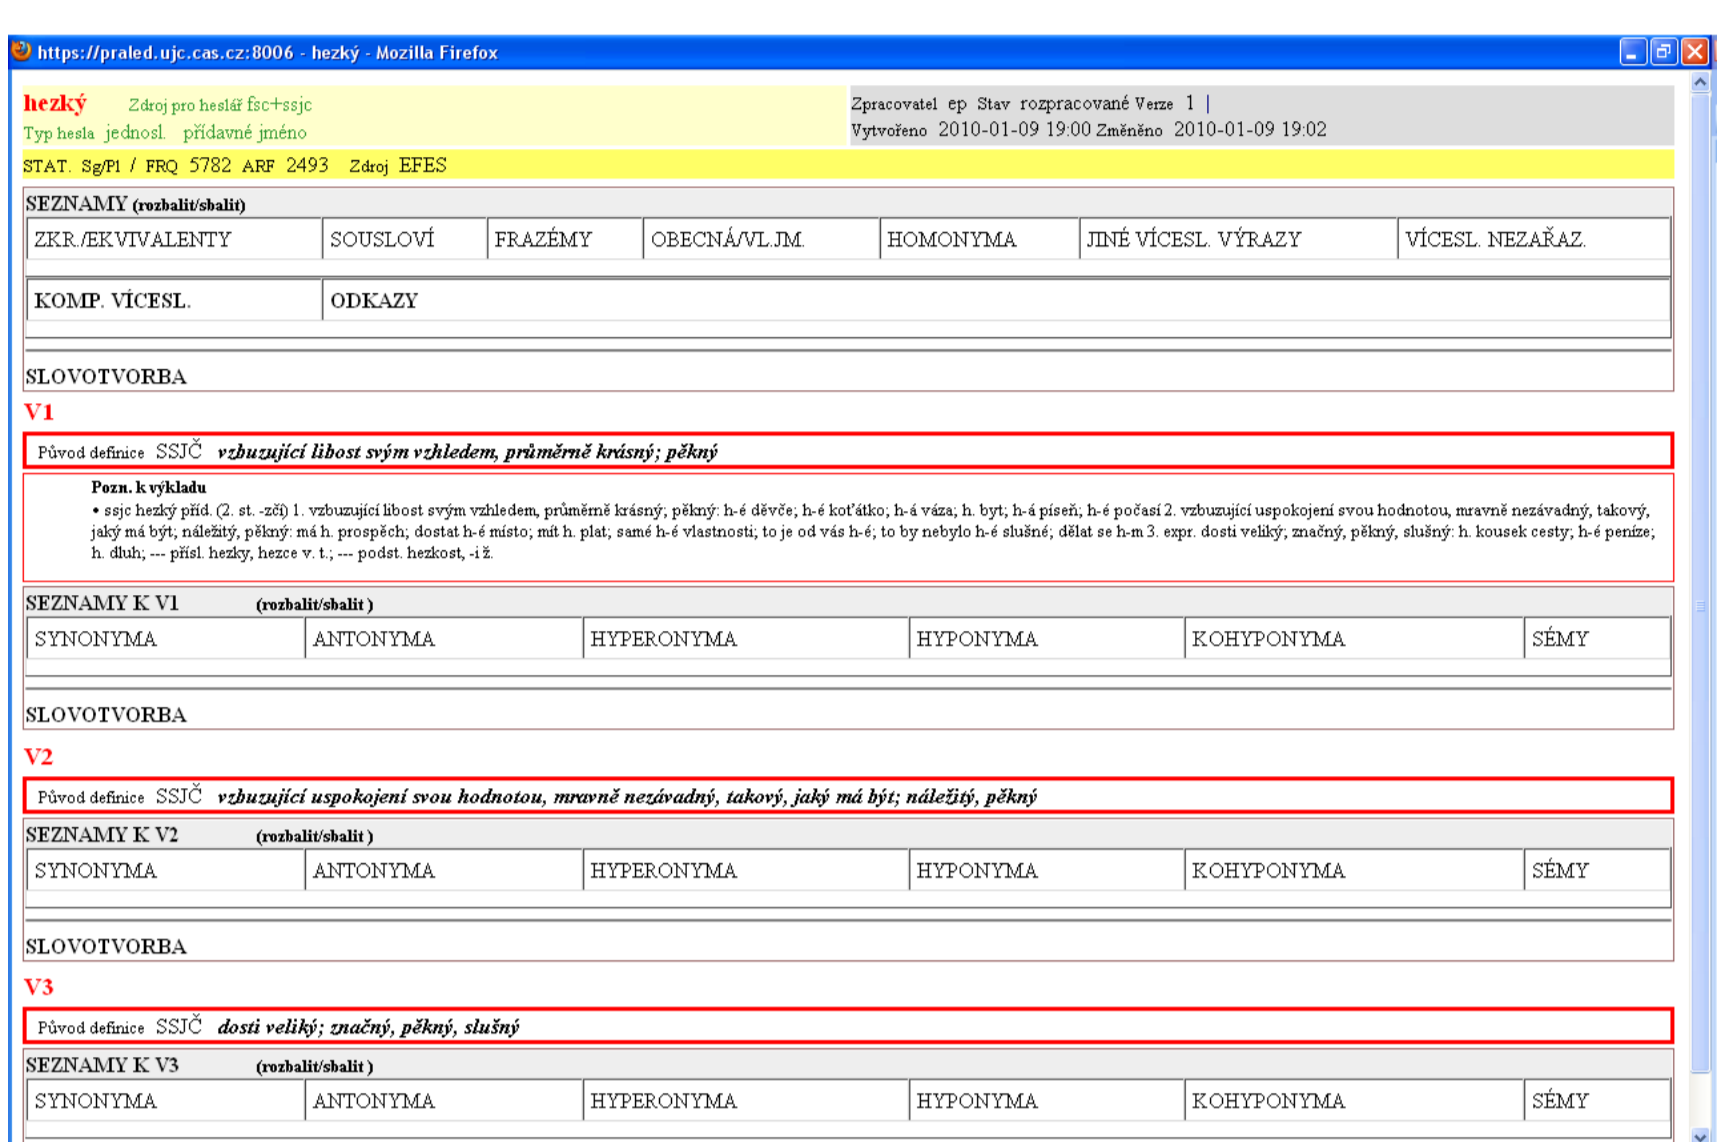 https://praled.ujc.cas.cz:8006 - hezký - Mozilla Firefox
hezký Zdroj pro heslář fsc+ssjc
Typ hesla jednosl. přídavné jméno
Zpracovatel ep Stav rozpracované Verze 1 |
Vytvořeno 2010-01-09 19:00 Změněno 2010-01-09 19:02
STAT. Sg/Pl / FRQ 5782 ARF 2493 Zdroj EFES
SEZNAMY (rozbalit/sbalit)
ZKR./EKVIVALENTY SOUSLOVÍ FRAZÉMY OBECNÁ/VL.JM. HOMONYMA JINÉ VÍCESL. VÝRAZY VÍCESL. NEZAŘAZ.
KOMP. VÍCESL. ODKAZY
SLOVOTVORBA
V1
Původ definice SSJČ vzbuzující libost svým vzhledem, průměrně krásný; pěkný
Pozn. k výkladu
• ssjc hezký příd. (2. st. -zčí) 1. vzbuzující libost svým vzhledem, průměrně krásný; pěkný: h-é děvče; h-é koťátko; h-á váza; h. byt; h-á píseň; h-é počasí 2. vzbuzující uspokojení svou hodnotou, mravně nezávadný, takový,
jaký má být; náležitý, pěkný: má h. prospěch; dostat h-é místo; mít h. plat; samé h-é vlastnosti; to je od vás h-é; to by nebylo h-é slušné; dělat se h-m 3. expr. dosti veliký; značný, pěkný, slušný: h. kousek cesty; h-é peníze;
h. dluh; --- přísl. hezky, hezce v. t.; --- podst. hezkost, -i ž.
SEZNAMY K V1 (rozbalit/sbalit )
SYNONYMA ANTONYMA HYPERONYMA HYPONYMA KOHYPONYMA SÉMY
SLOVOTVORBA
V2
Původ definice SSJČ vzbuzující uspokojení svou hodnotou, mravně nezávadný, takový, jaký má být; náležitý, pěkný
SEZNAMY K V2 (rozbalit/sbalit )
SYNONYMA ANTONYMA HYPERONYMA HYPONYMA KOHYPONYMA SÉMY
SLOVOTVORBA
V3
Původ definice SSJČ dosti veliký; značný, pěkný, slušný
SEZNAMY K V3 (rozbalit/sbalit )
SYNONYMA ANTONYMA HYPERONYMA HYPONYMA KOHYPONYMA SÉMY